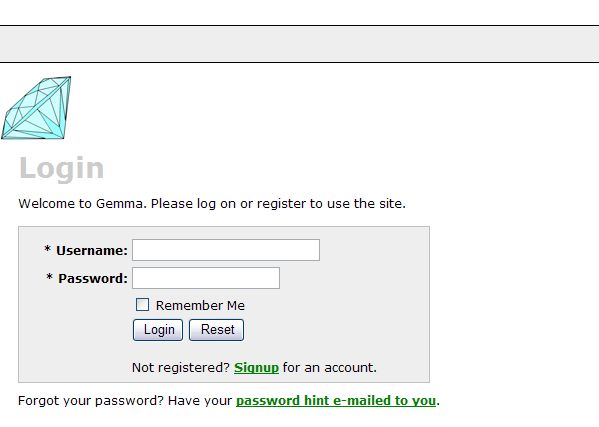 Login
Welcome to Gemma. Please log on or register to use the site.
* Username:
* Password:
Remember Me
Login Reset
Not registered? Signup for an account.
Forgot your password? Have your password hint e-mailed to you.